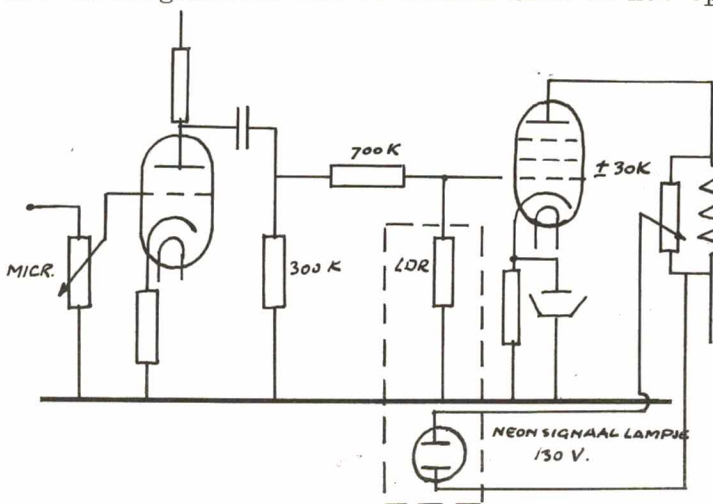 700K
± 30K
MICR.
300K
LDR
NEON SIGNAAL LAMPJE
130 V.